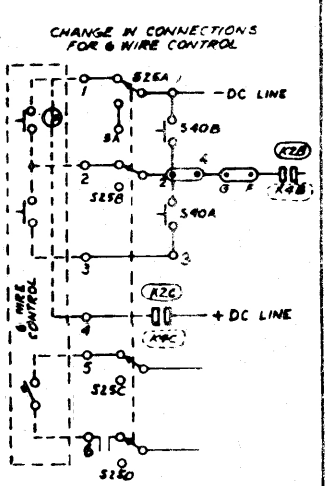 CHANGE IN CONNECTIONS
FOR 6 WIRE CONTROL
1
S25A
- DC LINE
5A
S40B
2
S25B
2
4
G
F
K2B
K4B
S40A
3
3
6 WIRE
CONTROL
K2C
4
+ DC LINE
K4C
5
S25C
6
S25D